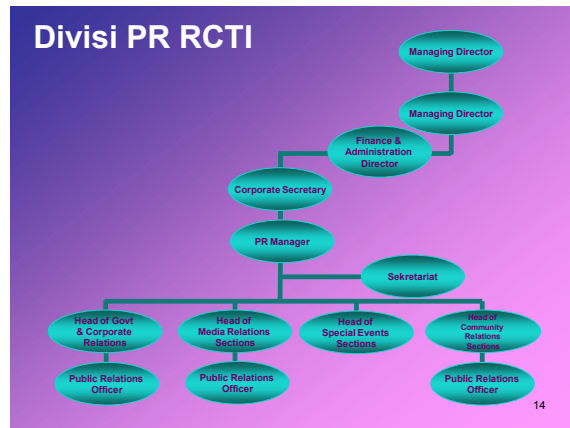 Divisi PR RCTI
Managing Director
Managing Director
Finance &
Administration
Director
Corporate Secretary
PR Manager
Sekretariat
Head of Govt
& Corporate
Relations
Head of
Media Relations
Sections
Head of
Special Events
Sections
Head of
Community
Relations
Sections
Public Relations
Officer
Public Relations
Officer
Public Relations
Officer
14